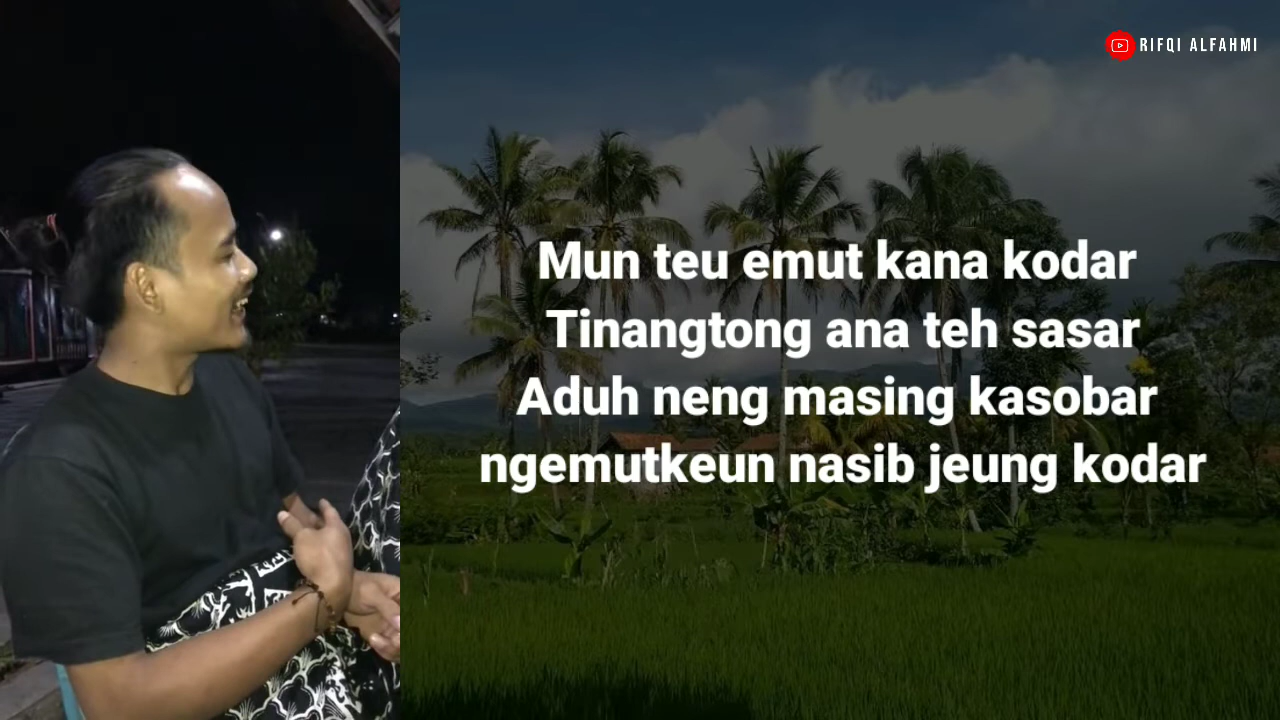 RIFQI ALFAHMI
Mun teu emut kana kodar
Tinangtong ana teh sasar
Aduh neng masing kasobar
ngemutkeun nasib jeung kodar